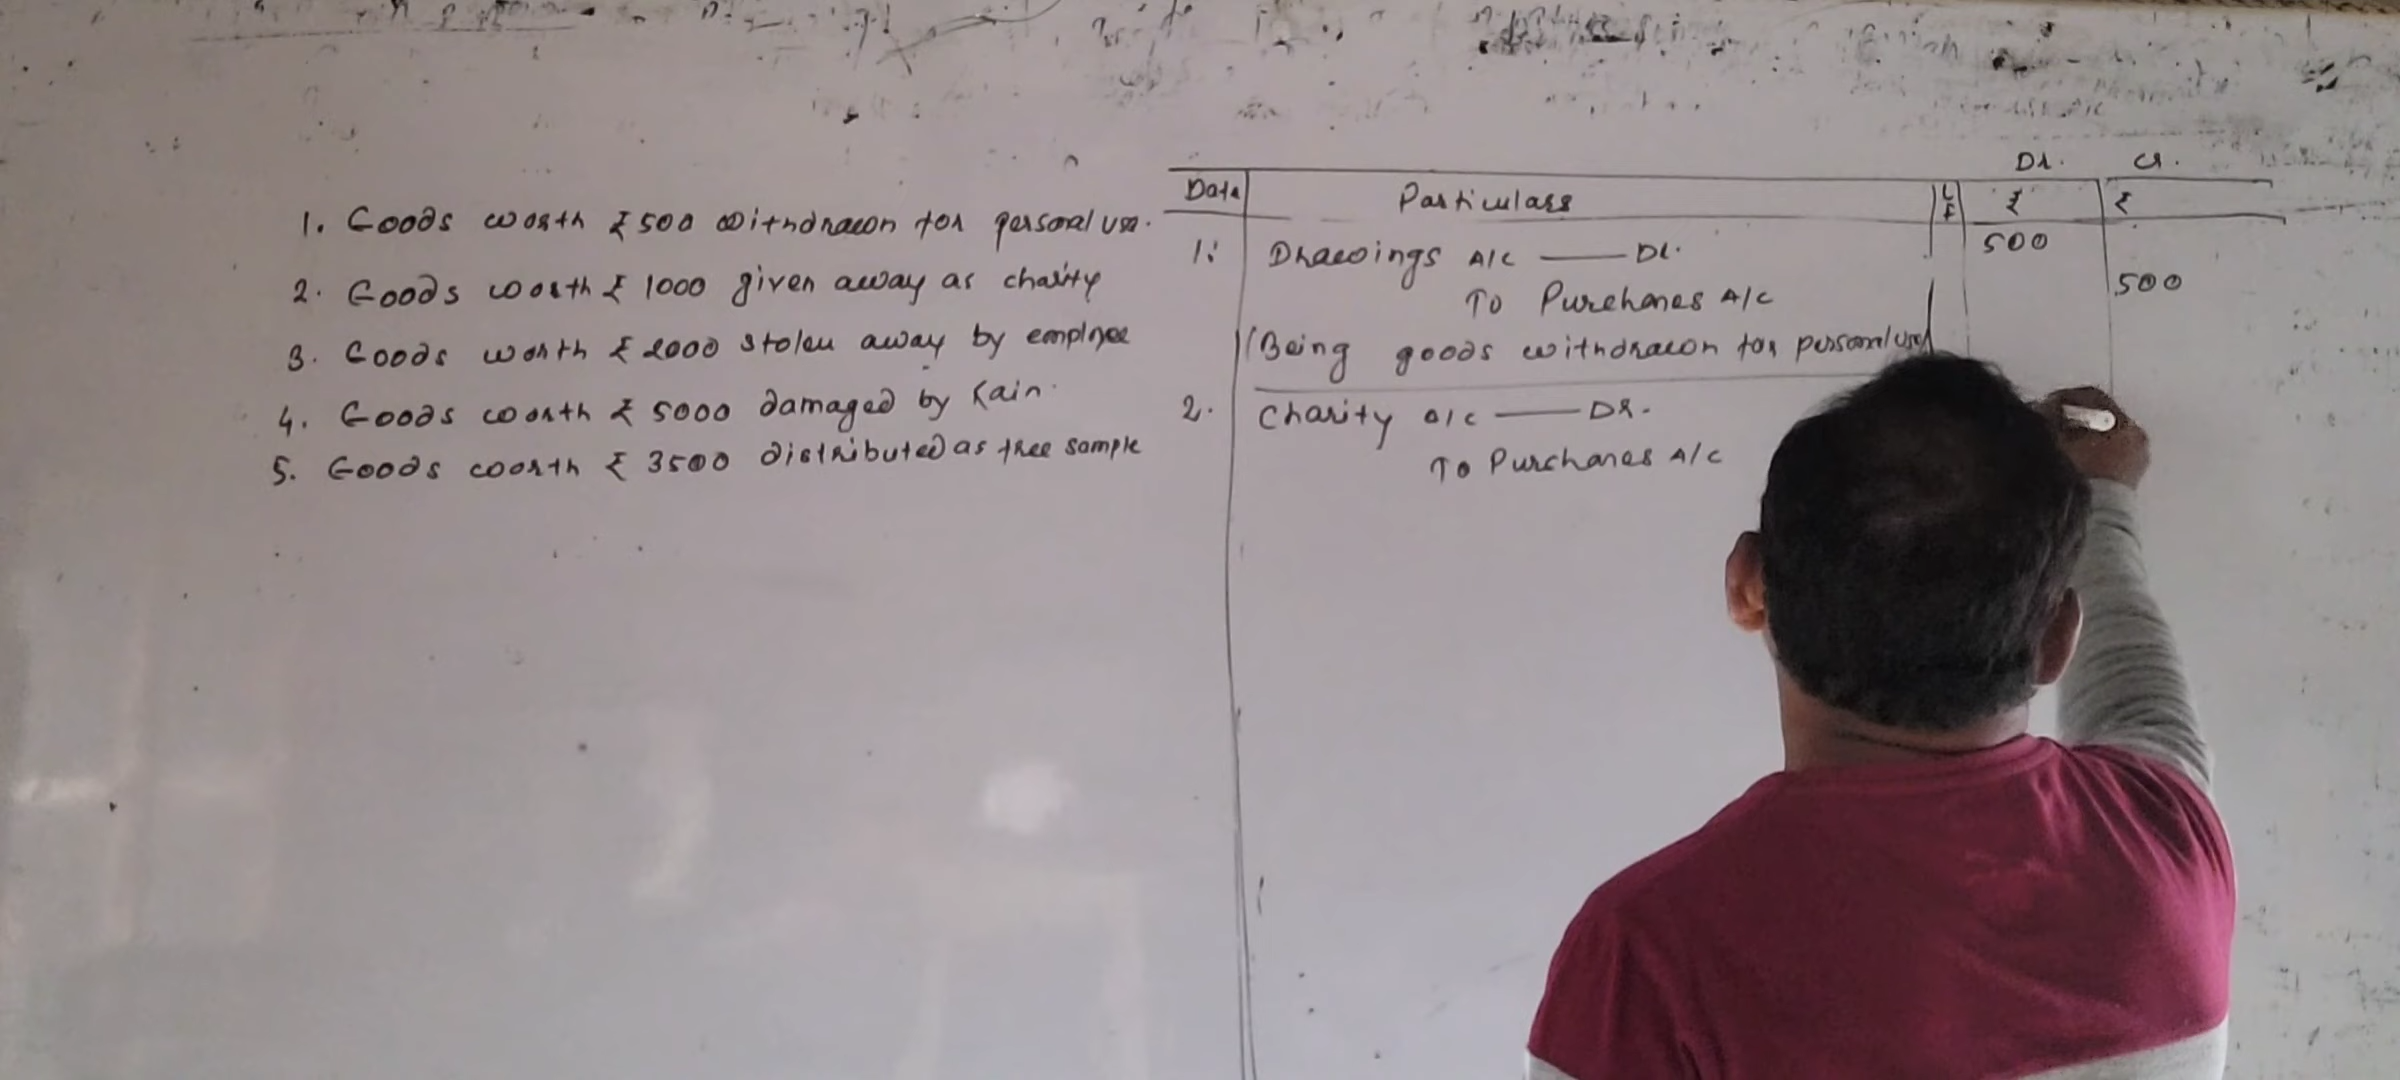 1. Goods worth ₹ 500 withdrawn for personal use.
2. Goods worth ₹ 1000 given away as charity
3. Goods worth ₹ 2000 stolen away by employee
4. Goods worth ₹ 5000 damaged by Rain.
5. Goods worth ₹ 3500 distributed as free sample
Dr. Cr.
Date Particulars LF ₹ ₹
1. Drawings A/c —— Dr. 500
To Purchases A/c 500
(Being goods withdrawn for personal use)
2. Charity A/c —— DR.
To Purchases A/c